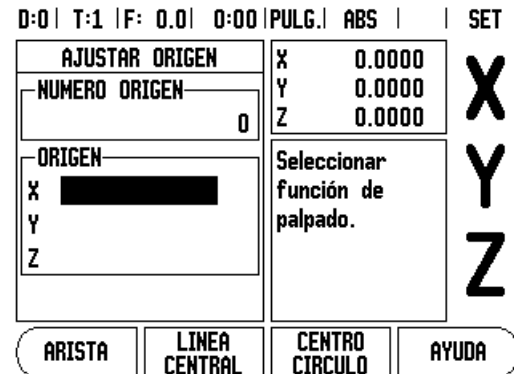 D:0 | T:1 | F: 0.0 | 0:00 | PULG. | ABS | | SET
AJUSTAR ORIGEN
NUMERO ORIGEN
0
ORIGEN
X
Y
Z
X 0.0000
Y 0.0000
Z 0.0000
Seleccionar
función de
palpado.
X
Y
Z
ARISTA
LINEA
CENTRAL
CENTRO
CIRCULO
AYUDA